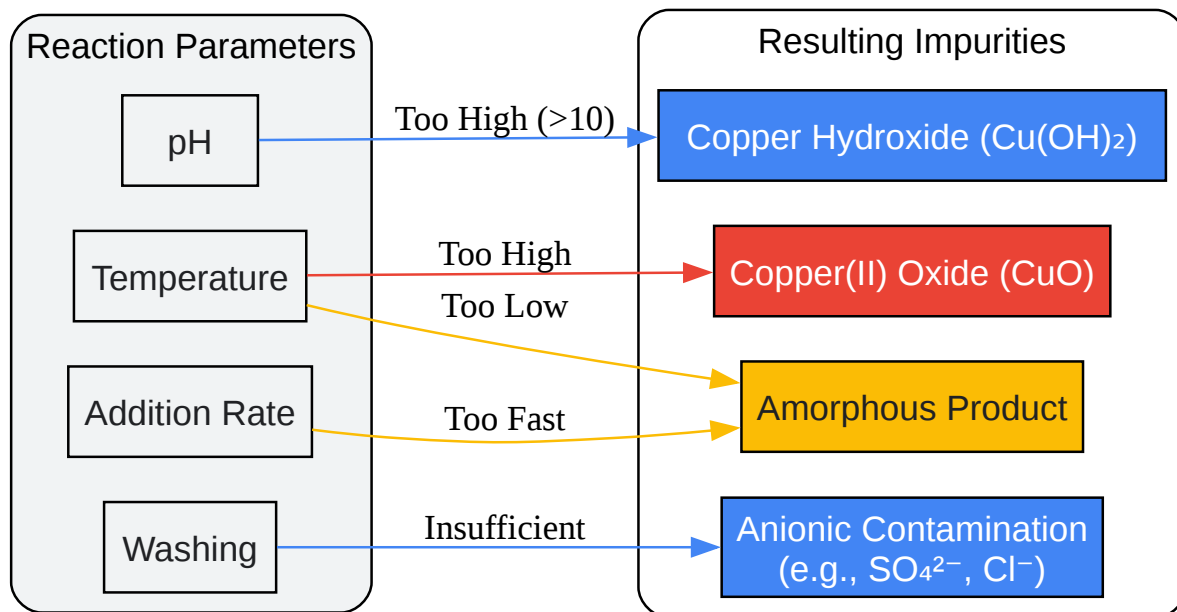 Reaction Parameters
Resulting Impurities
pH
Too High (>10)
Copper Hydroxide (Cu(OH)₂)
Temperature
Too High
Copper(II) Oxide (CuO)
Too Low
Addition Rate
Too Fast
Amorphous Product
Washing
Insufficient
Anionic Contamination
(e.g., SO₄²⁻, Cl⁻)